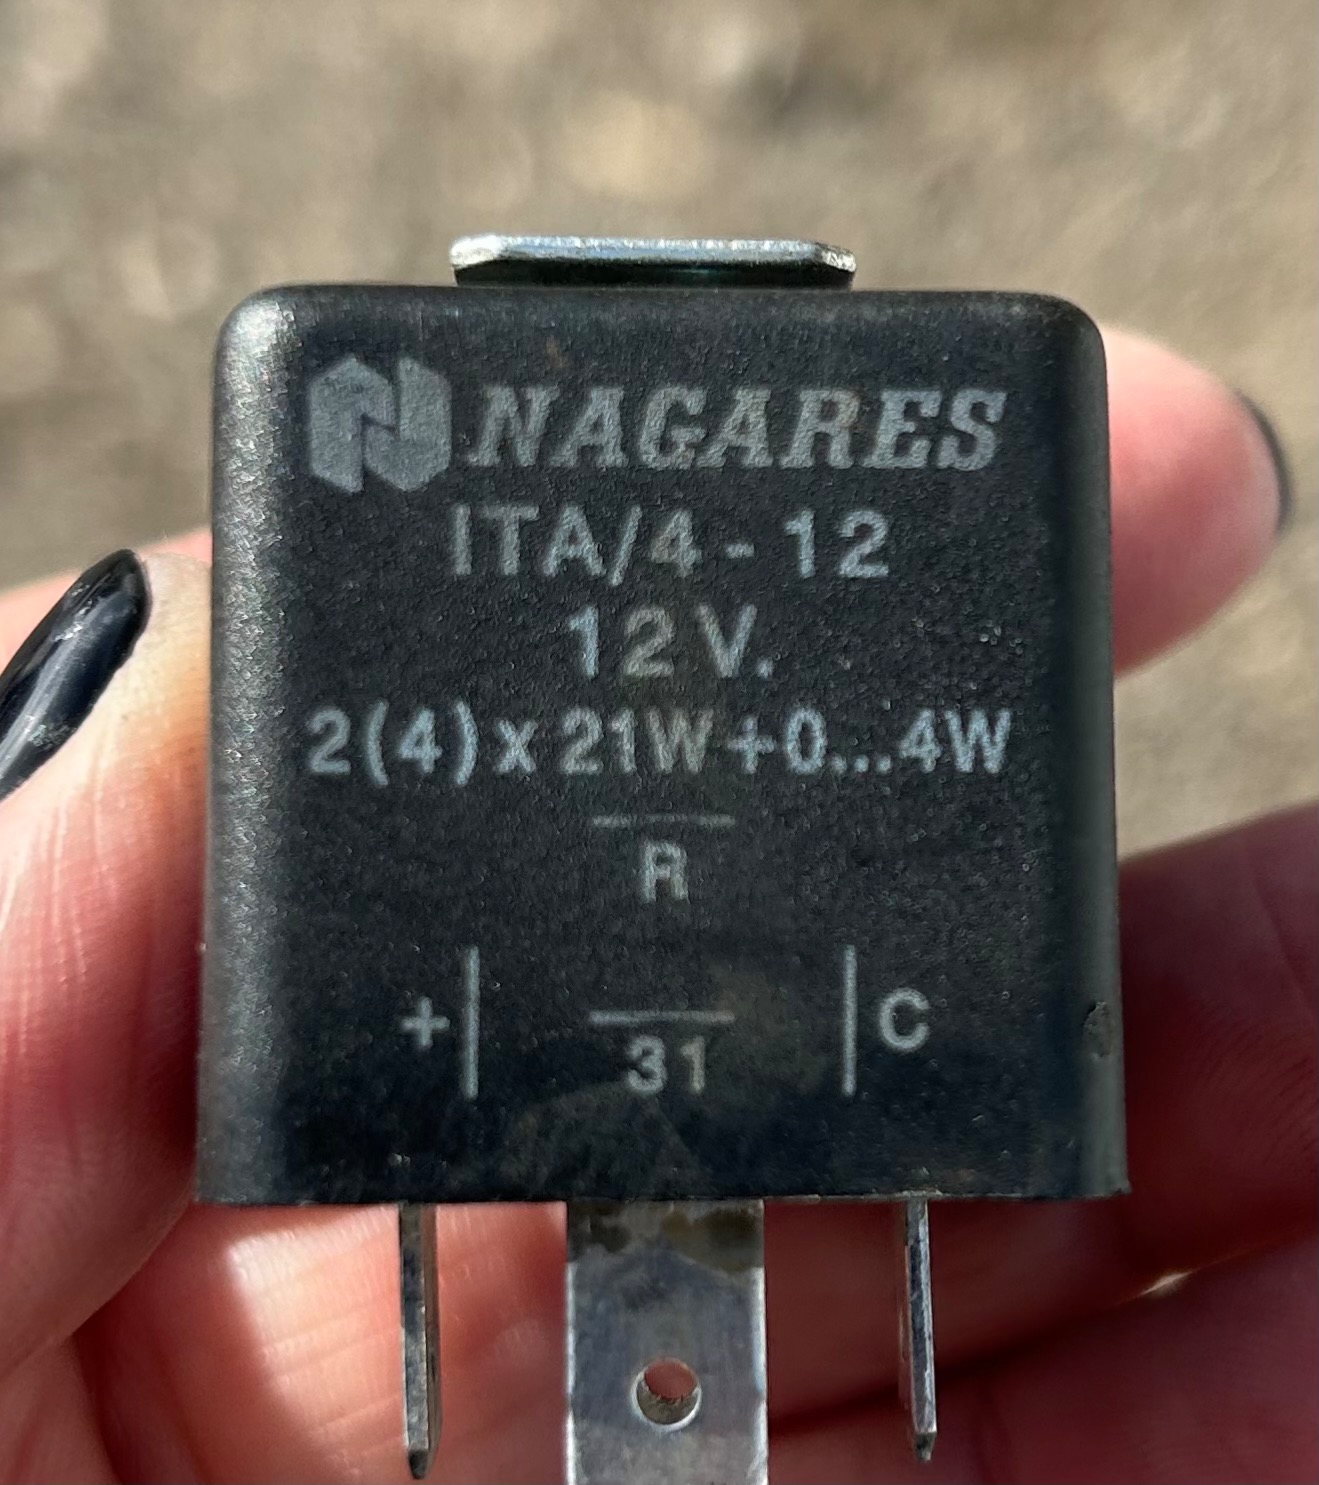 NAGARES
ITA/4-12
12V.
2(4)x21W+0...4W
R
+ 31 C